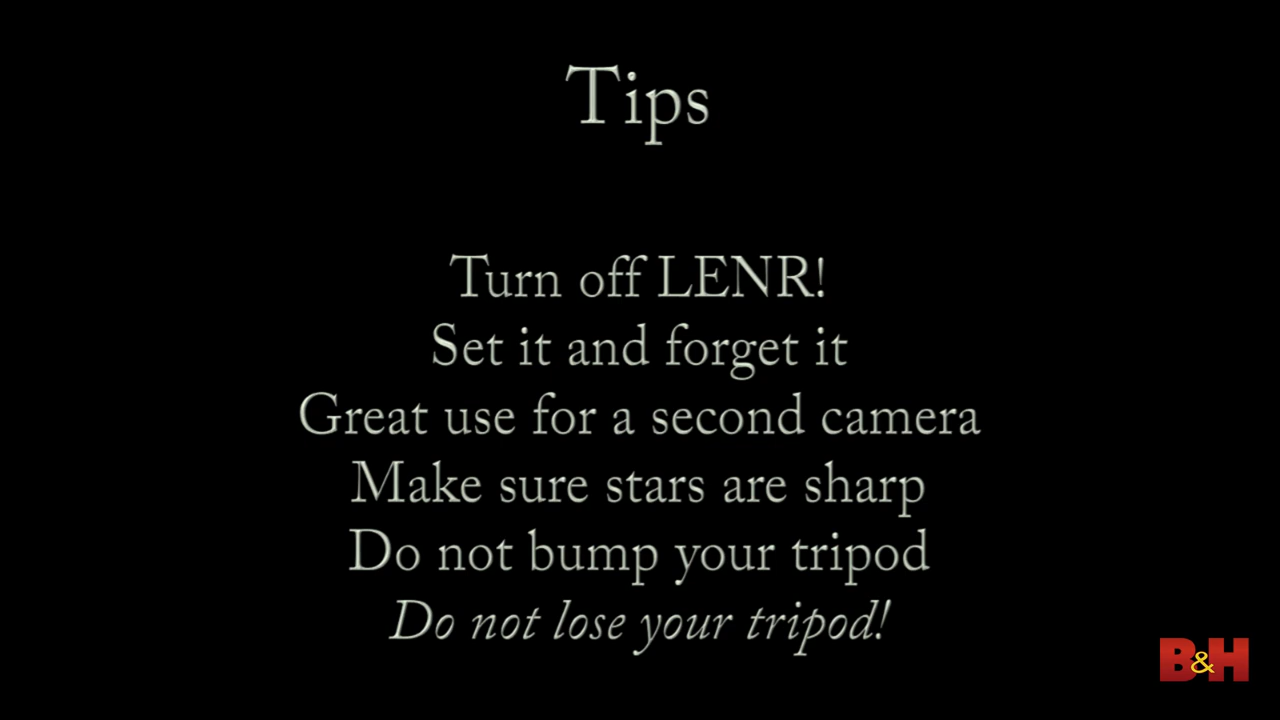 Tips
Turn off LENR!
Set it and forget it
Great use for a second camera
Make sure stars are sharp
Do not bump your tripod
Do not lose your tripod!
B&H